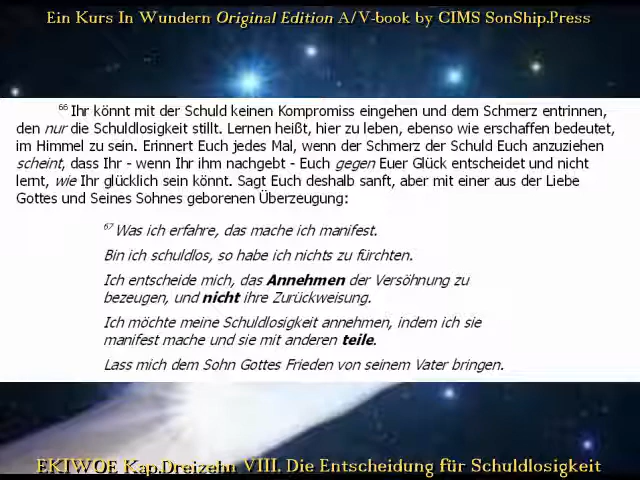 Ein Kurs In Wundern Original Edition A/V-book by CIMS SonShip.Press
66 Ihr könnt mit der Schuld keinen Kompromiss eingehen und dem Schmerz entrinnen,
den nur die Schuldlosigkeit stillt. Lernen heißt, hier zu leben, ebenso wie erschaffen bedeutet,
im Himmel zu sein. Erinnert Euch jedes Mal, wenn der Schmerz der Schuld Euch anzuziehen
scheint, dass Ihr - wenn Ihr ihm nachgebt - Euch gegen Euer Glück entscheidet und nicht
lernt, wie Ihr glücklich sein könnt. Sagt Euch deshalb sanft, aber mit einer aus der Liebe
Gottes und Seines Sohnes geborenen Überzeugung:
67 Was ich erfahre, das mache ich manifest.
Bin ich schuldlos, so habe ich nichts zu fürchten.
Ich entscheide mich, das Annehmen der Versöhnung zu
bezeugen, und nicht ihre Zurückweisung.
Ich möchte meine Schuldlosigkeit annehmen, indem ich sie
manifest mache und sie mit anderen teile.
Lass mich dem Sohn Gottes Frieden von seinem Vater bringen.
EKIWOE Kap.Dreizehn VIII. Die Entscheidung für Schuldlosigkeit